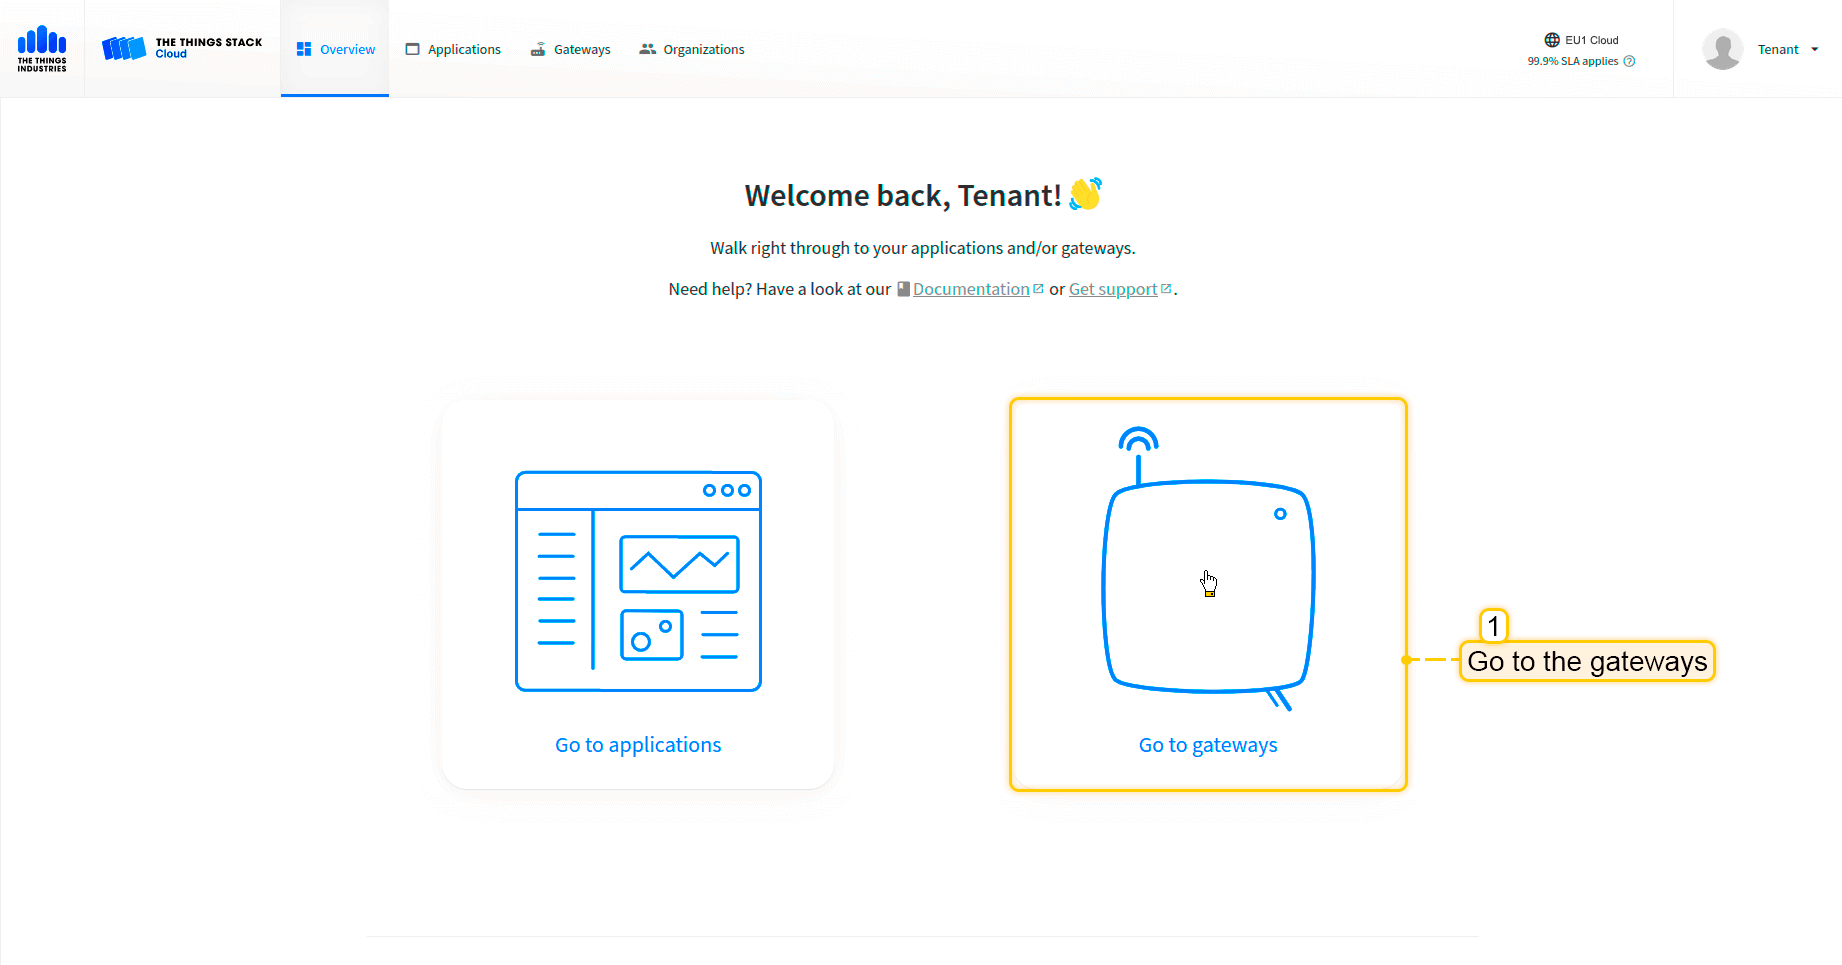 THE THINGS
INDUSTRIES
THE THINGS STACK
Cloud
Overview
Applications
Gateways
Organizations
EU1 Cloud
99.9% SLA applies
Tenant
Welcome back, Tenant! 👋
Walk right through to your applications and/or gateways.
Need help? Have a look at our Documentation or Get support.
Go to applications
Go to gateways
1
Go to the gateways